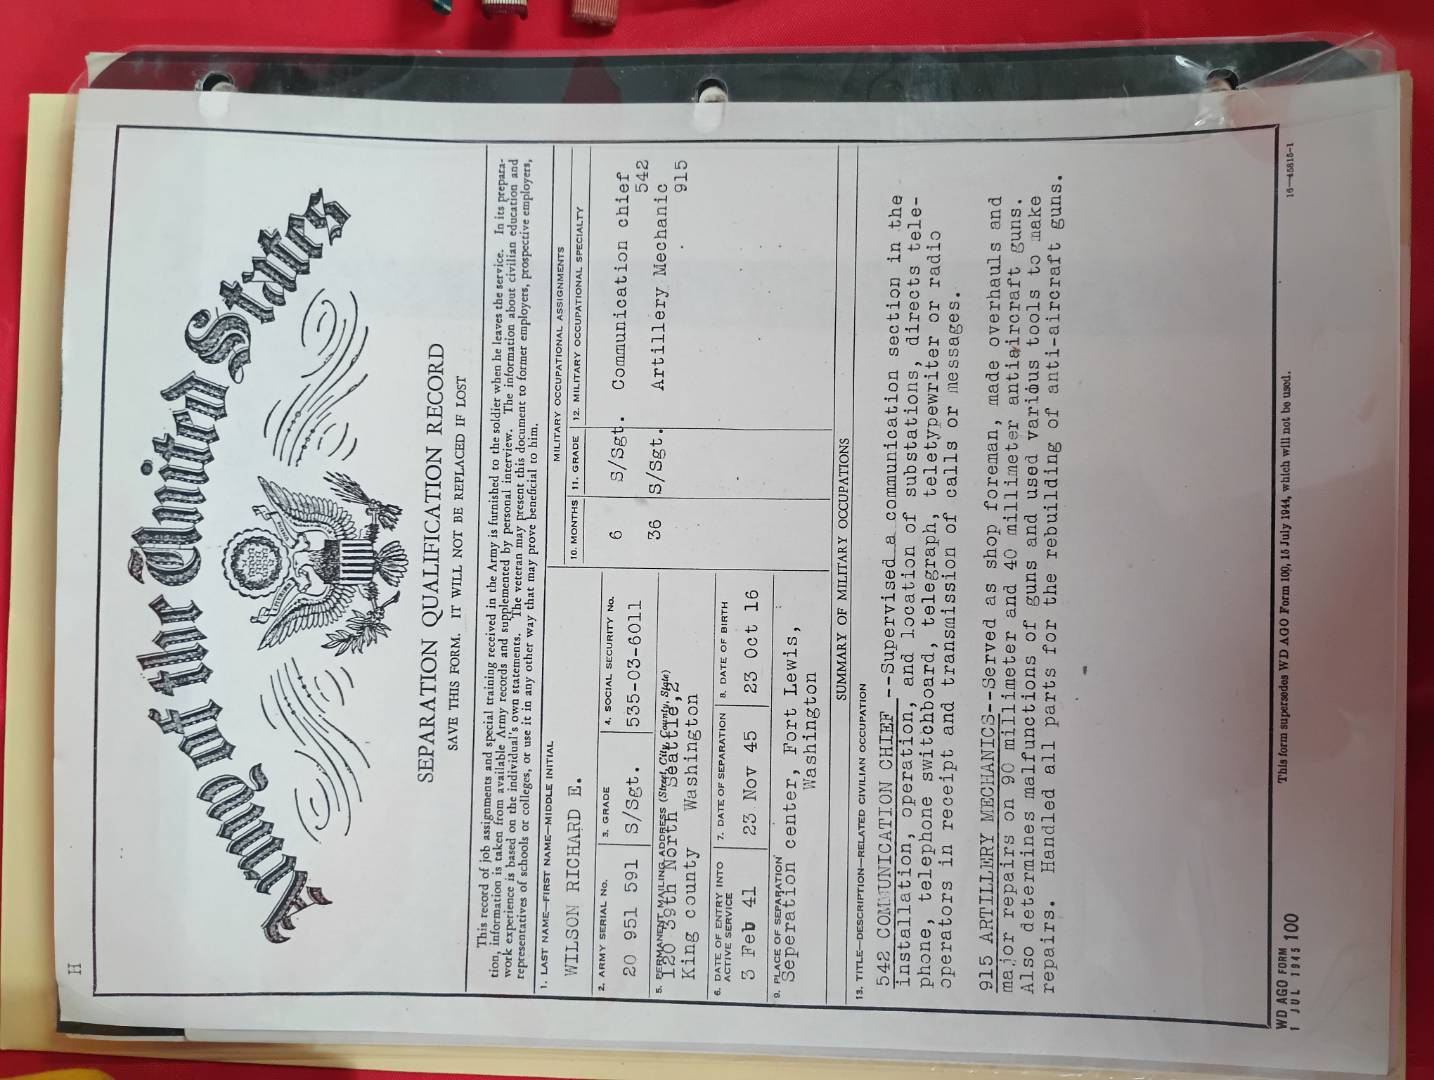 H
Army of the United States
SEPARATION QUALIFICATION RECORD
SAVE THIS FORM. IT WILL NOT BE REPLACED IF LOST
This record of job assignments and special training received in the Army is furnished to the soldier when he leaves the service. In its prepara-
tion, information is taken from available Army records and supplemented by personal interview. The information about civilian education and
work experience is based on the individual's own statements. The veteran may present this document to former employers, prospective employers,
representatives of schools or colleges, or use it in any other way that may prove beneficial to him.
1. LAST NAME—FIRST NAME—MIDDLE INITIAL
WILSON RICHARD E.
2. ARMY SERIAL No. 3. GRADE 4. SOCIAL SECURITY No.
20 951 591 S/Sgt. 535-03-6011
5. PERMANENT MAILING ADDRESS (Street, City, County, State)
120 39th North Seattle,2
King county Washington
6. DATE OF ENTRY INTO ACTIVE SERVICE 7. DATE OF SEPARATION 8. DATE OF BIRTH
3 Feb 41 23 Nov 45 23 Oct 16
9. PLACE OF SEPARATION
Seperation center, Fort Lewis,
Washington
MILITARY OCCUPATIONAL ASSIGNMENTS
10. MONTHS 11. GRADE 12. MILITARY OCCUPATIONAL SPECIALTY
6 S/Sgt. Communication chief
542
36 S/Sgt. Artillery Mechanic
915
SUMMARY OF MILITARY OCCUPATIONS
13. TITLE—DESCRIPTION—RELATED CIVILIAN OCCUPATION
542 COMMUNICATION CHIEF --Supervised a communication section in the
installation, operation, and location of substations, directs tele-
phone, telephone switchboard, telegraph, teletypewriter or radio
operators in receipt and transmission of calls or messages.
915 ARTILLERY MECHANICS--Served as shop foreman, made overhauls and
major repairs on 90 millimeter and 40 millimeter antiaircraft guns.
Also determines malfunctions of guns and used various tools to make
repairs. Handled all parts for the rebuilding of anti-aircraft guns.
WD AGO FORM 100
1 JUL 1945
This form supersedes WD AGO Form 100, 15 July 1944, which will not be used.
16—45815-1